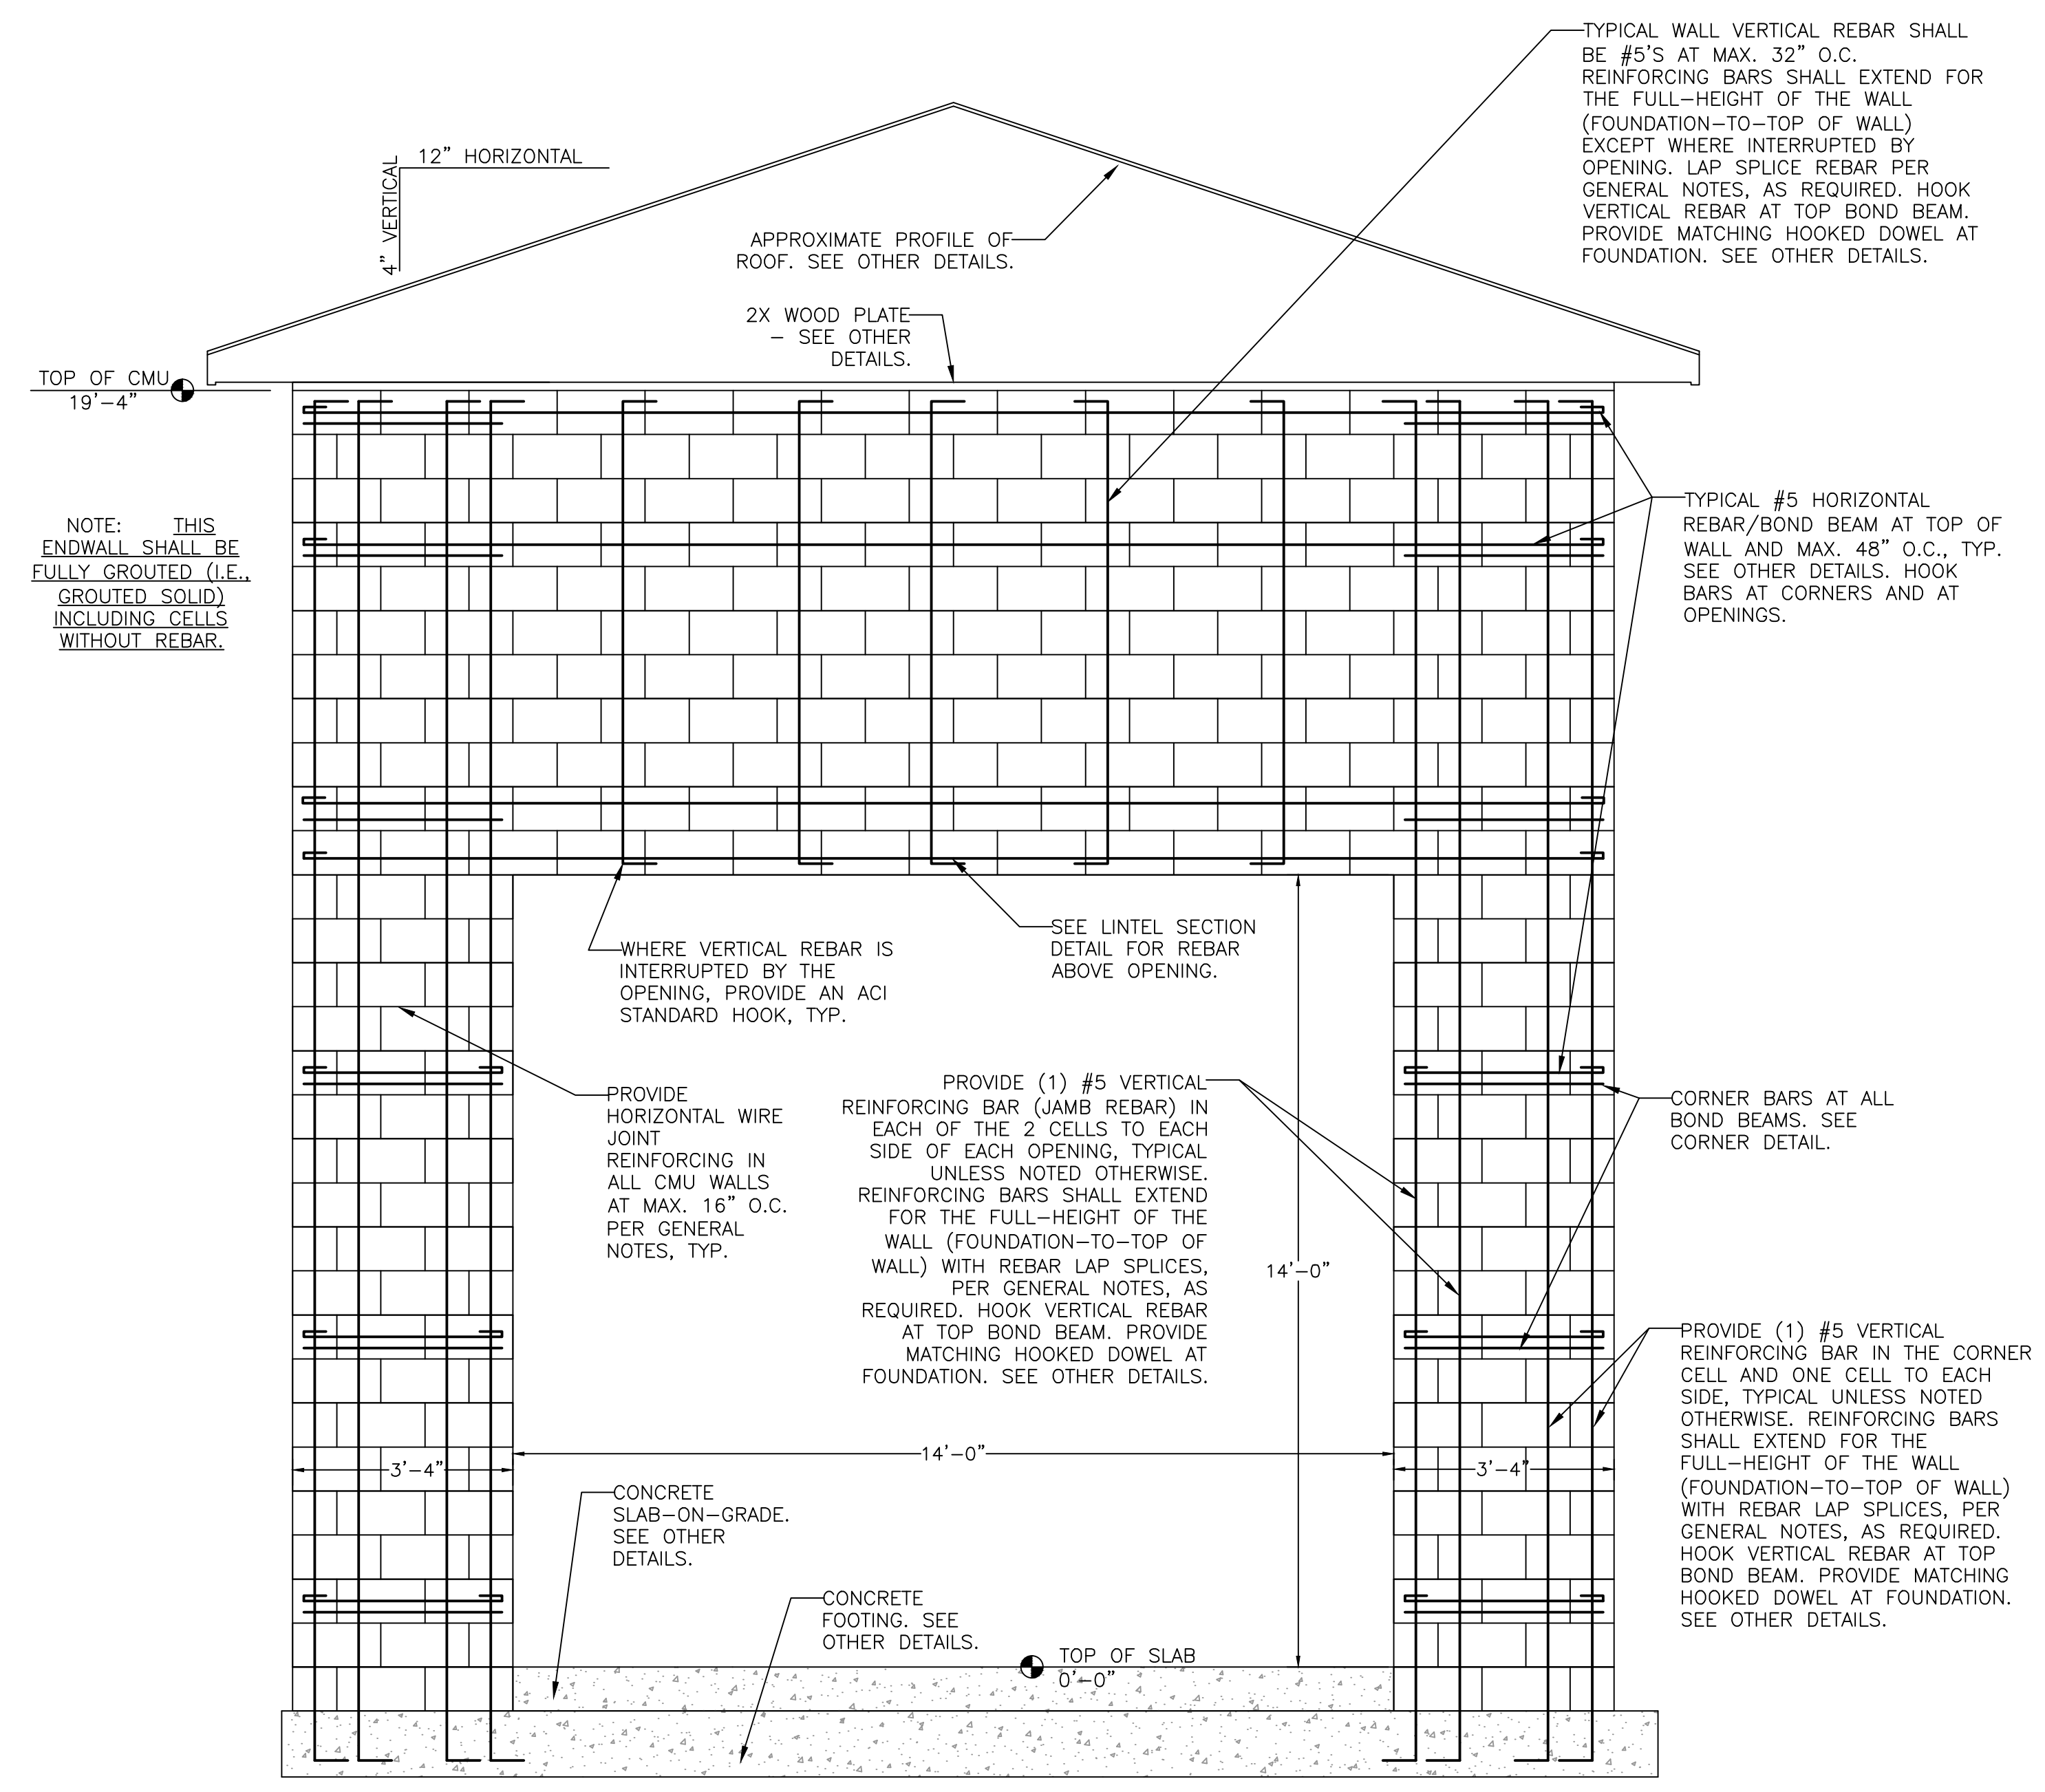 TYPICAL WALL VERTICAL REBAR SHALL
BE #5'S AT MAX. 32" O.C.
REINFORCING BARS SHALL EXTEND FOR
THE FULL-HEIGHT OF THE WALL
(FOUNDATION-TO-TOP OF WALL)
EXCEPT WHERE INTERRUPTED BY
OPENING. LAP SPLICE REBAR PER
GENERAL NOTES, AS REQUIRED. HOOK
VERTICAL REBAR AT TOP BOND BEAM.
PROVIDE MATCHING HOOKED DOWEL AT
FOUNDATION. SEE OTHER DETAILS.
12" HORIZONTAL
4" VERTICAL
APPROXIMATE PROFILE OF
ROOF. SEE OTHER DETAILS.
2X WOOD PLATE
- SEE OTHER
DETAILS.
TOP OF CMU
19'-4"
NOTE: THIS
ENDWALL SHALL BE
FULLY GROUTED (I.E.,
GROUTED SOLID)
INCLUDING CELLS
WITHOUT REBAR.
TYPICAL #5 HORIZONTAL
REBAR/BOND BEAM AT TOP OF
WALL AND MAX. 48" O.C., TYP.
SEE OTHER DETAILS. HOOK
BARS AT CORNERS AND AT
OPENINGS.
WHERE VERTICAL REBAR IS
INTERRUPTED BY THE
OPENING, PROVIDE AN ACI
STANDARD HOOK, TYP.
SEE LINTEL SECTION
DETAIL FOR REBAR
ABOVE OPENING.
PROVIDE
HORIZONTAL WIRE
JOINT
REINFORCING IN
ALL CMU WALLS
AT MAX. 16" O.C.
PER GENERAL
NOTES, TYP.
PROVIDE (1) #5 VERTICAL
REINFORCING BAR (JAMB REBAR) IN
EACH OF THE 2 CELLS TO EACH
SIDE OF EACH OPENING, TYPICAL
UNLESS NOTED OTHERWISE.
REINFORCING BARS SHALL EXTEND
FOR THE FULL-HEIGHT OF THE
WALL (FOUNDATION-TO-TOP OF
WALL) WITH REBAR LAP SPLICES,
PER GENERAL NOTES, AS
REQUIRED. HOOK VERTICAL REBAR
AT TOP BOND BEAM. PROVIDE
MATCHING HOOKED DOWEL AT
FOUNDATION. SEE OTHER DETAILS.
14'-0"
CORNER BARS AT ALL
BOND BEAMS. SEE
CORNER DETAIL.
PROVIDE (1) #5 VERTICAL
REINFORCING BAR IN THE CORNER
CELL AND ONE CELL TO EACH
SIDE, TYPICAL UNLESS NOTED
OTHERWISE. REINFORCING BARS
SHALL EXTEND FOR THE
FULL-HEIGHT OF THE WALL
(FOUNDATION-TO-TOP OF WALL)
WITH REBAR LAP SPLICES, PER
GENERAL NOTES, AS REQUIRED.
HOOK VERTICAL REBAR AT TOP
BOND BEAM. PROVIDE MATCHING
HOOKED DOWEL AT FOUNDATION.
SEE OTHER DETAILS.
3'-4"
14'-0"
3'-4"
CONCRETE
SLAB-ON-GRADE.
SEE OTHER
DETAILS.
CONCRETE
FOOTING. SEE
OTHER DETAILS.
TOP OF SLAB
0'-0"